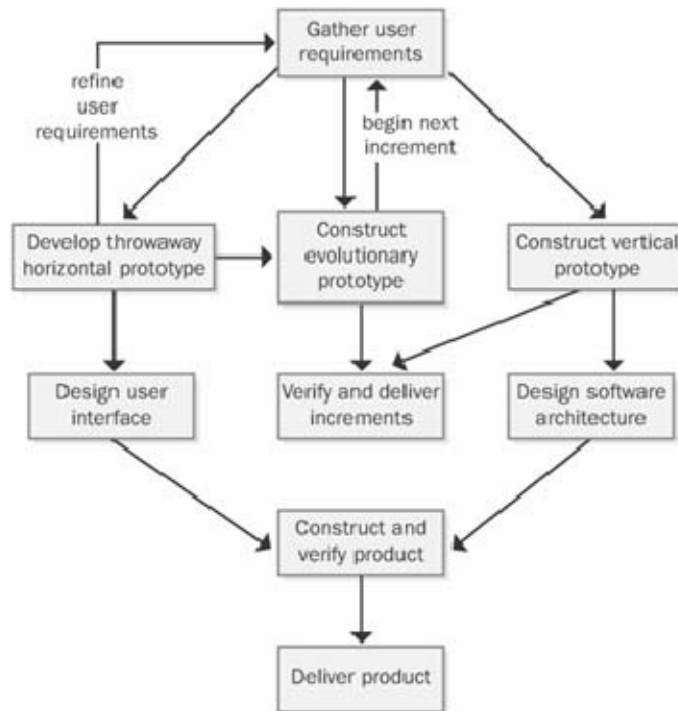 Gather user
requirements
refine
user
requirements
begin next
increment
Develop throwaway
horizontal prototype
Construct
evolutionary
prototype
Construct vertical
prototype
Design user
interface
Verify and deliver
increments
Design software
architecture
Construct and
verify product
Deliver product